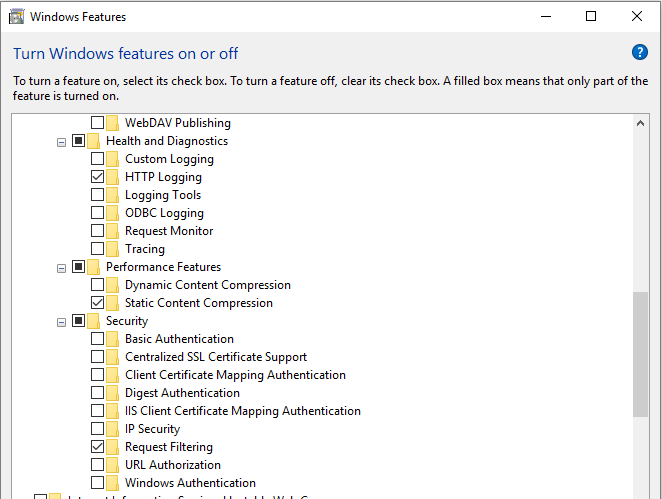 Windows Features
Turn Windows features on or off
To turn a feature on, select its check box. To turn a feature off, clear its check box. A filled box means that only part of the
feature is turned on.
WebDAV Publishing
Health and Diagnostics
Custom Logging
HTTP Logging
Logging Tools
ODBC Logging
Request Monitor
Tracing
Performance Features
Dynamic Content Compression
Static Content Compression
Security
Basic Authentication
Centralized SSL Certificate Support
Client Certificate Mapping Authentication
Digest Authentication
IIS Client Certificate Mapping Authentication
IP Security
Request Filtering
URL Authorization
Windows Authentication